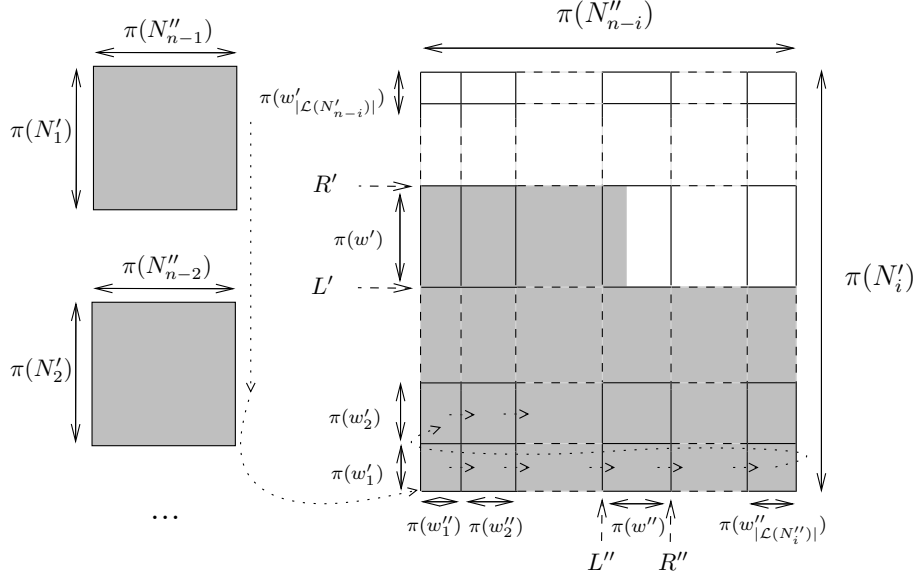 π(N''_{n-1})
π(N'_1)
π(N''_{n-2})
π(N'_2)
...
π(N''_{n-i})
π(w'_{|𝓛(N'_{n-i})|})
R'
π(w')
L'
π(N'_i)
π(w'_2)
π(w'_1)
π(w''_1) π(w''_2) π(w'') π(w''_{|𝓛(N''_i)|})
L'' R''